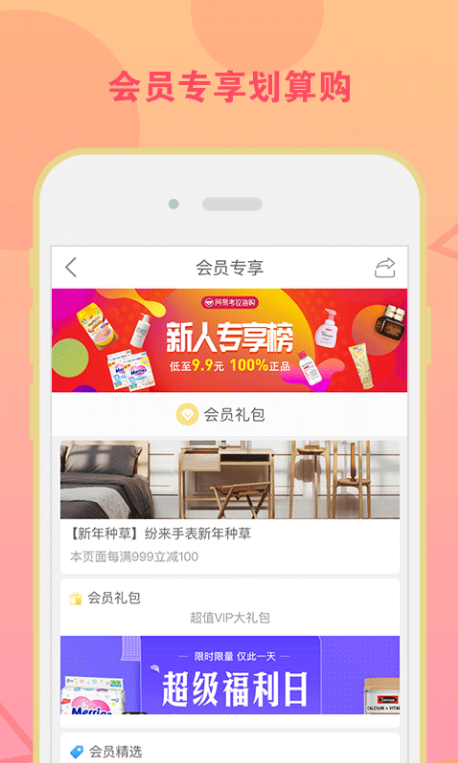 会员专享划算购
会员专享
网易考拉海购
新人专享榜
低至9.9元 100%正品
会员礼包
【新年种草】纷来手表新年种草
本页面每满999立减100
会员礼包
超值VIP大礼包
限时限量 仅此一天
超级福利日
Merries
CALCIUM + VITA
会员精选